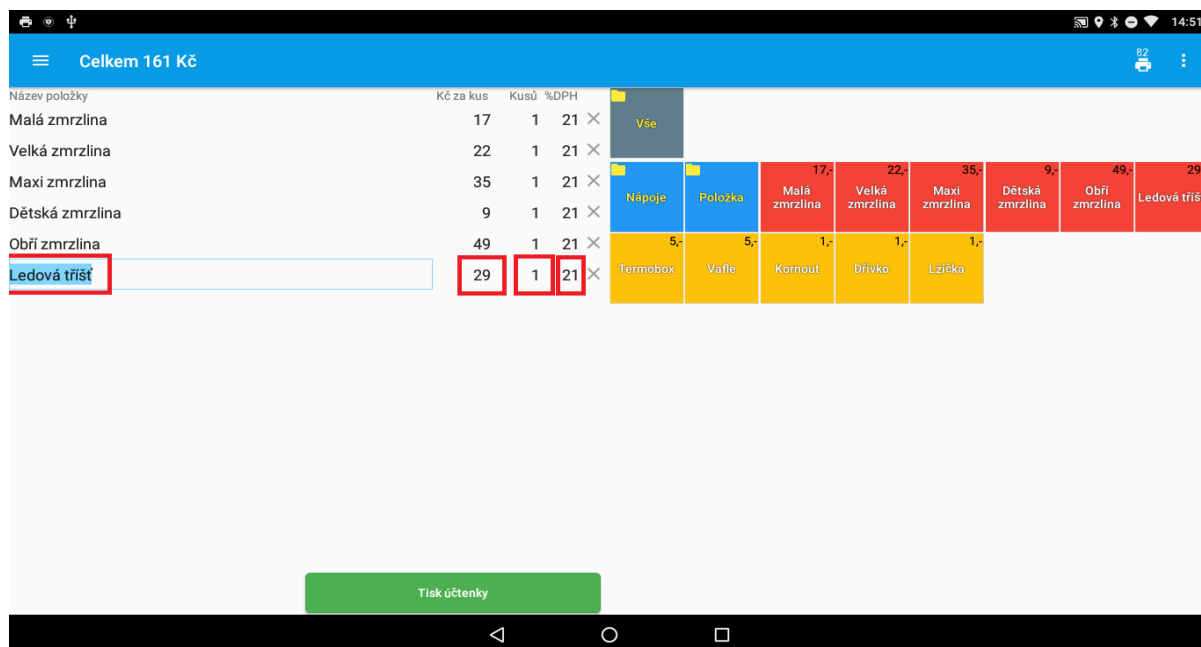 14:51
Celkem 161 Kč
82
Název položky Kč za kus Kusů %DPH
Malá zmrzlina 17 1 21
Velká zmrzlina 22 1 21
Maxi zmrzlina 35 1 21
Dětská zmrzlina 9 1 21
Obří zmrzlina 49 1 21
Ledová tříšť 29 1 21
Tisk účtenky
Vše
Nápoje
Položka
17,-
Malá
zmrzlina
22,-
Velká
zmrzlina
35,-
Maxi
zmrzlina
9,-
Dětská
zmrzlina
49,-
Obří
zmrzlina
29
Ledová tříš
5,-
Termobox
5,-
Vafle
1,-
Kornout
1,-
Dřívko
1,-
Lžička